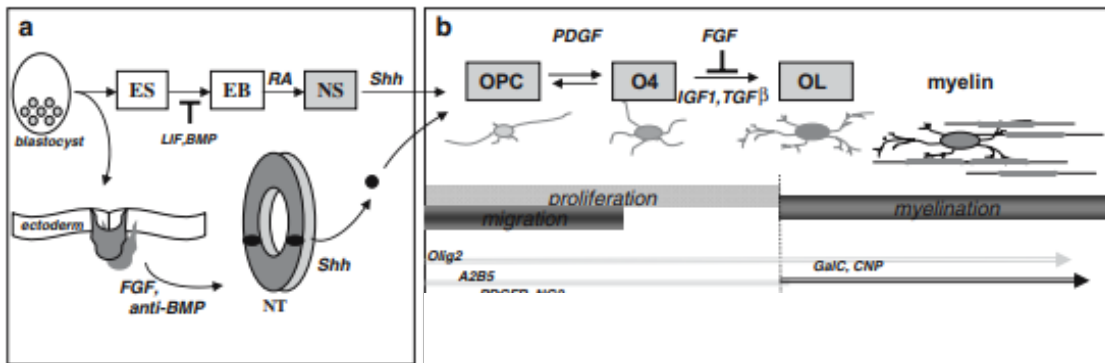 a
ES EB RA NS Shh
blastocyst
LIF,BMP
ectoderm
Shh
FGF,
anti-BMP
NT
b
PDGF FGF
OPC O4 OL myelin
IGF1,TGFβ
proliferation
migration myelination
Olig2
GalC, CNP
A2B5